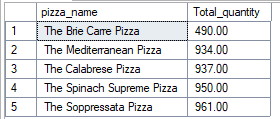 pizza_name Total_quantity
1 The Brie Carre Pizza 490.00
2 The Mediterranean Pizza 934.00
3 The Calabrese Pizza 937.00
4 The Spinach Supreme Pizza 950.00
5 The Soppressata Pizza 961.00